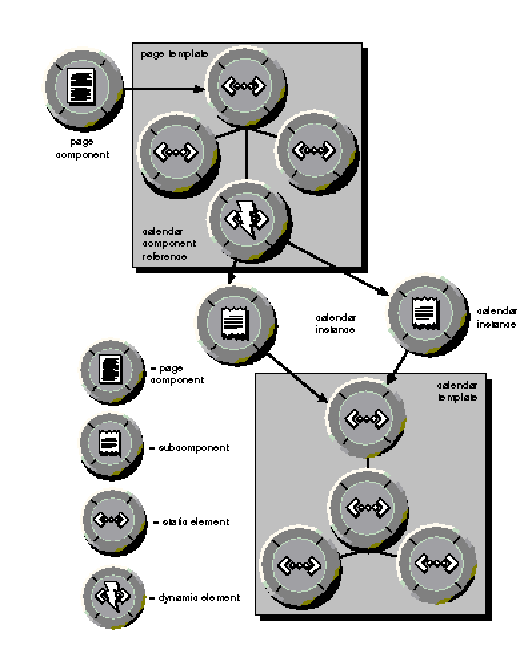 page template
page
component
calendar
component
reference
calendar
instance
calendar
instance
calendar
template
= page
component
= subcomponent
= static element
= dynamic element